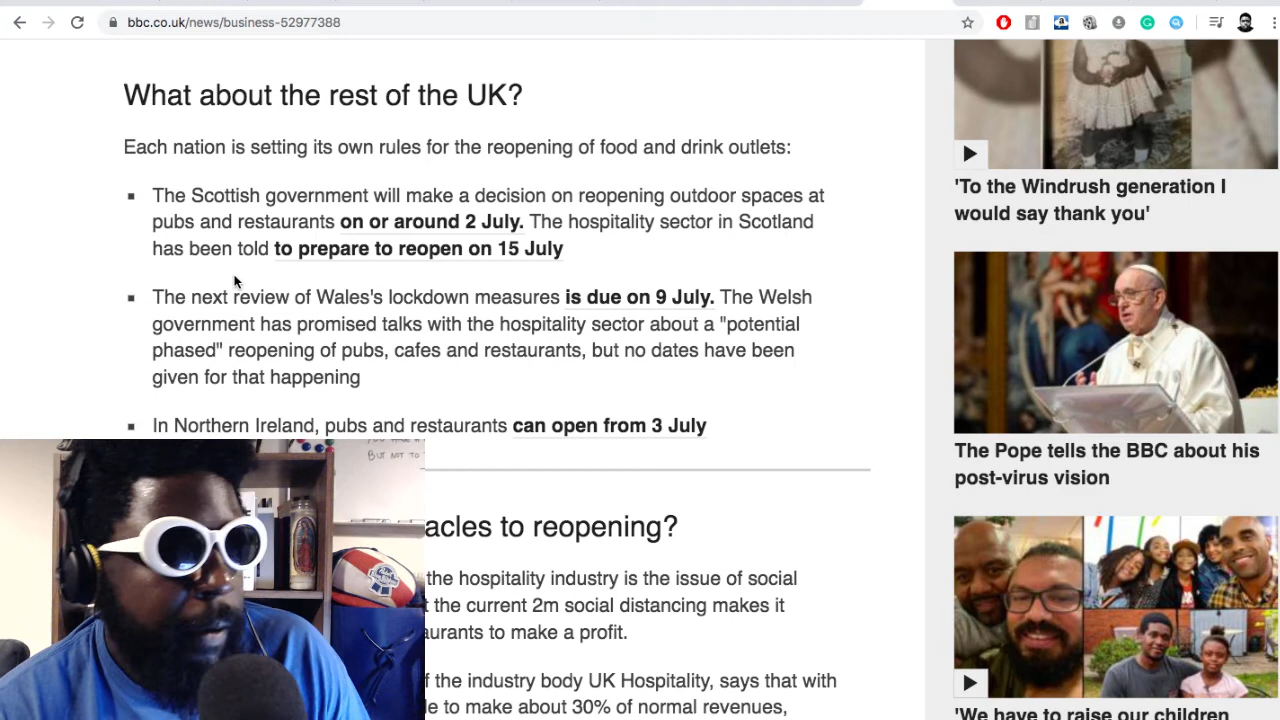 bbc.co.uk/news/business-52977388
What about the rest of the UK?
Each nation is setting its own rules for the reopening of food and drink outlets:
The Scottish government will make a decision on reopening outdoor spaces at
pubs and restaurants on or around 2 July. The hospitality sector in Scotland
has been told to prepare to reopen on 15 July
The next review of Wales's lockdown measures is due on 9 July. The Welsh
government has promised talks with the hospitality sector about a "potential
phased" reopening of pubs, cafes and restaurants, but no dates have been
given for that happening
In Northern Ireland, pubs and restaurants can open from 3 July
BUT NOT TO
acles to reopening?
the hospitality industry is the issue of social
t the current 2m social distancing makes it
aurants to make a profit.
f the industry body UK Hospitality, says that with
le to make about 30% of normal revenues,
'To the Windrush generation I
would say thank you'
The Pope tells the BBC about his
post-virus vision
'We have to raise our children